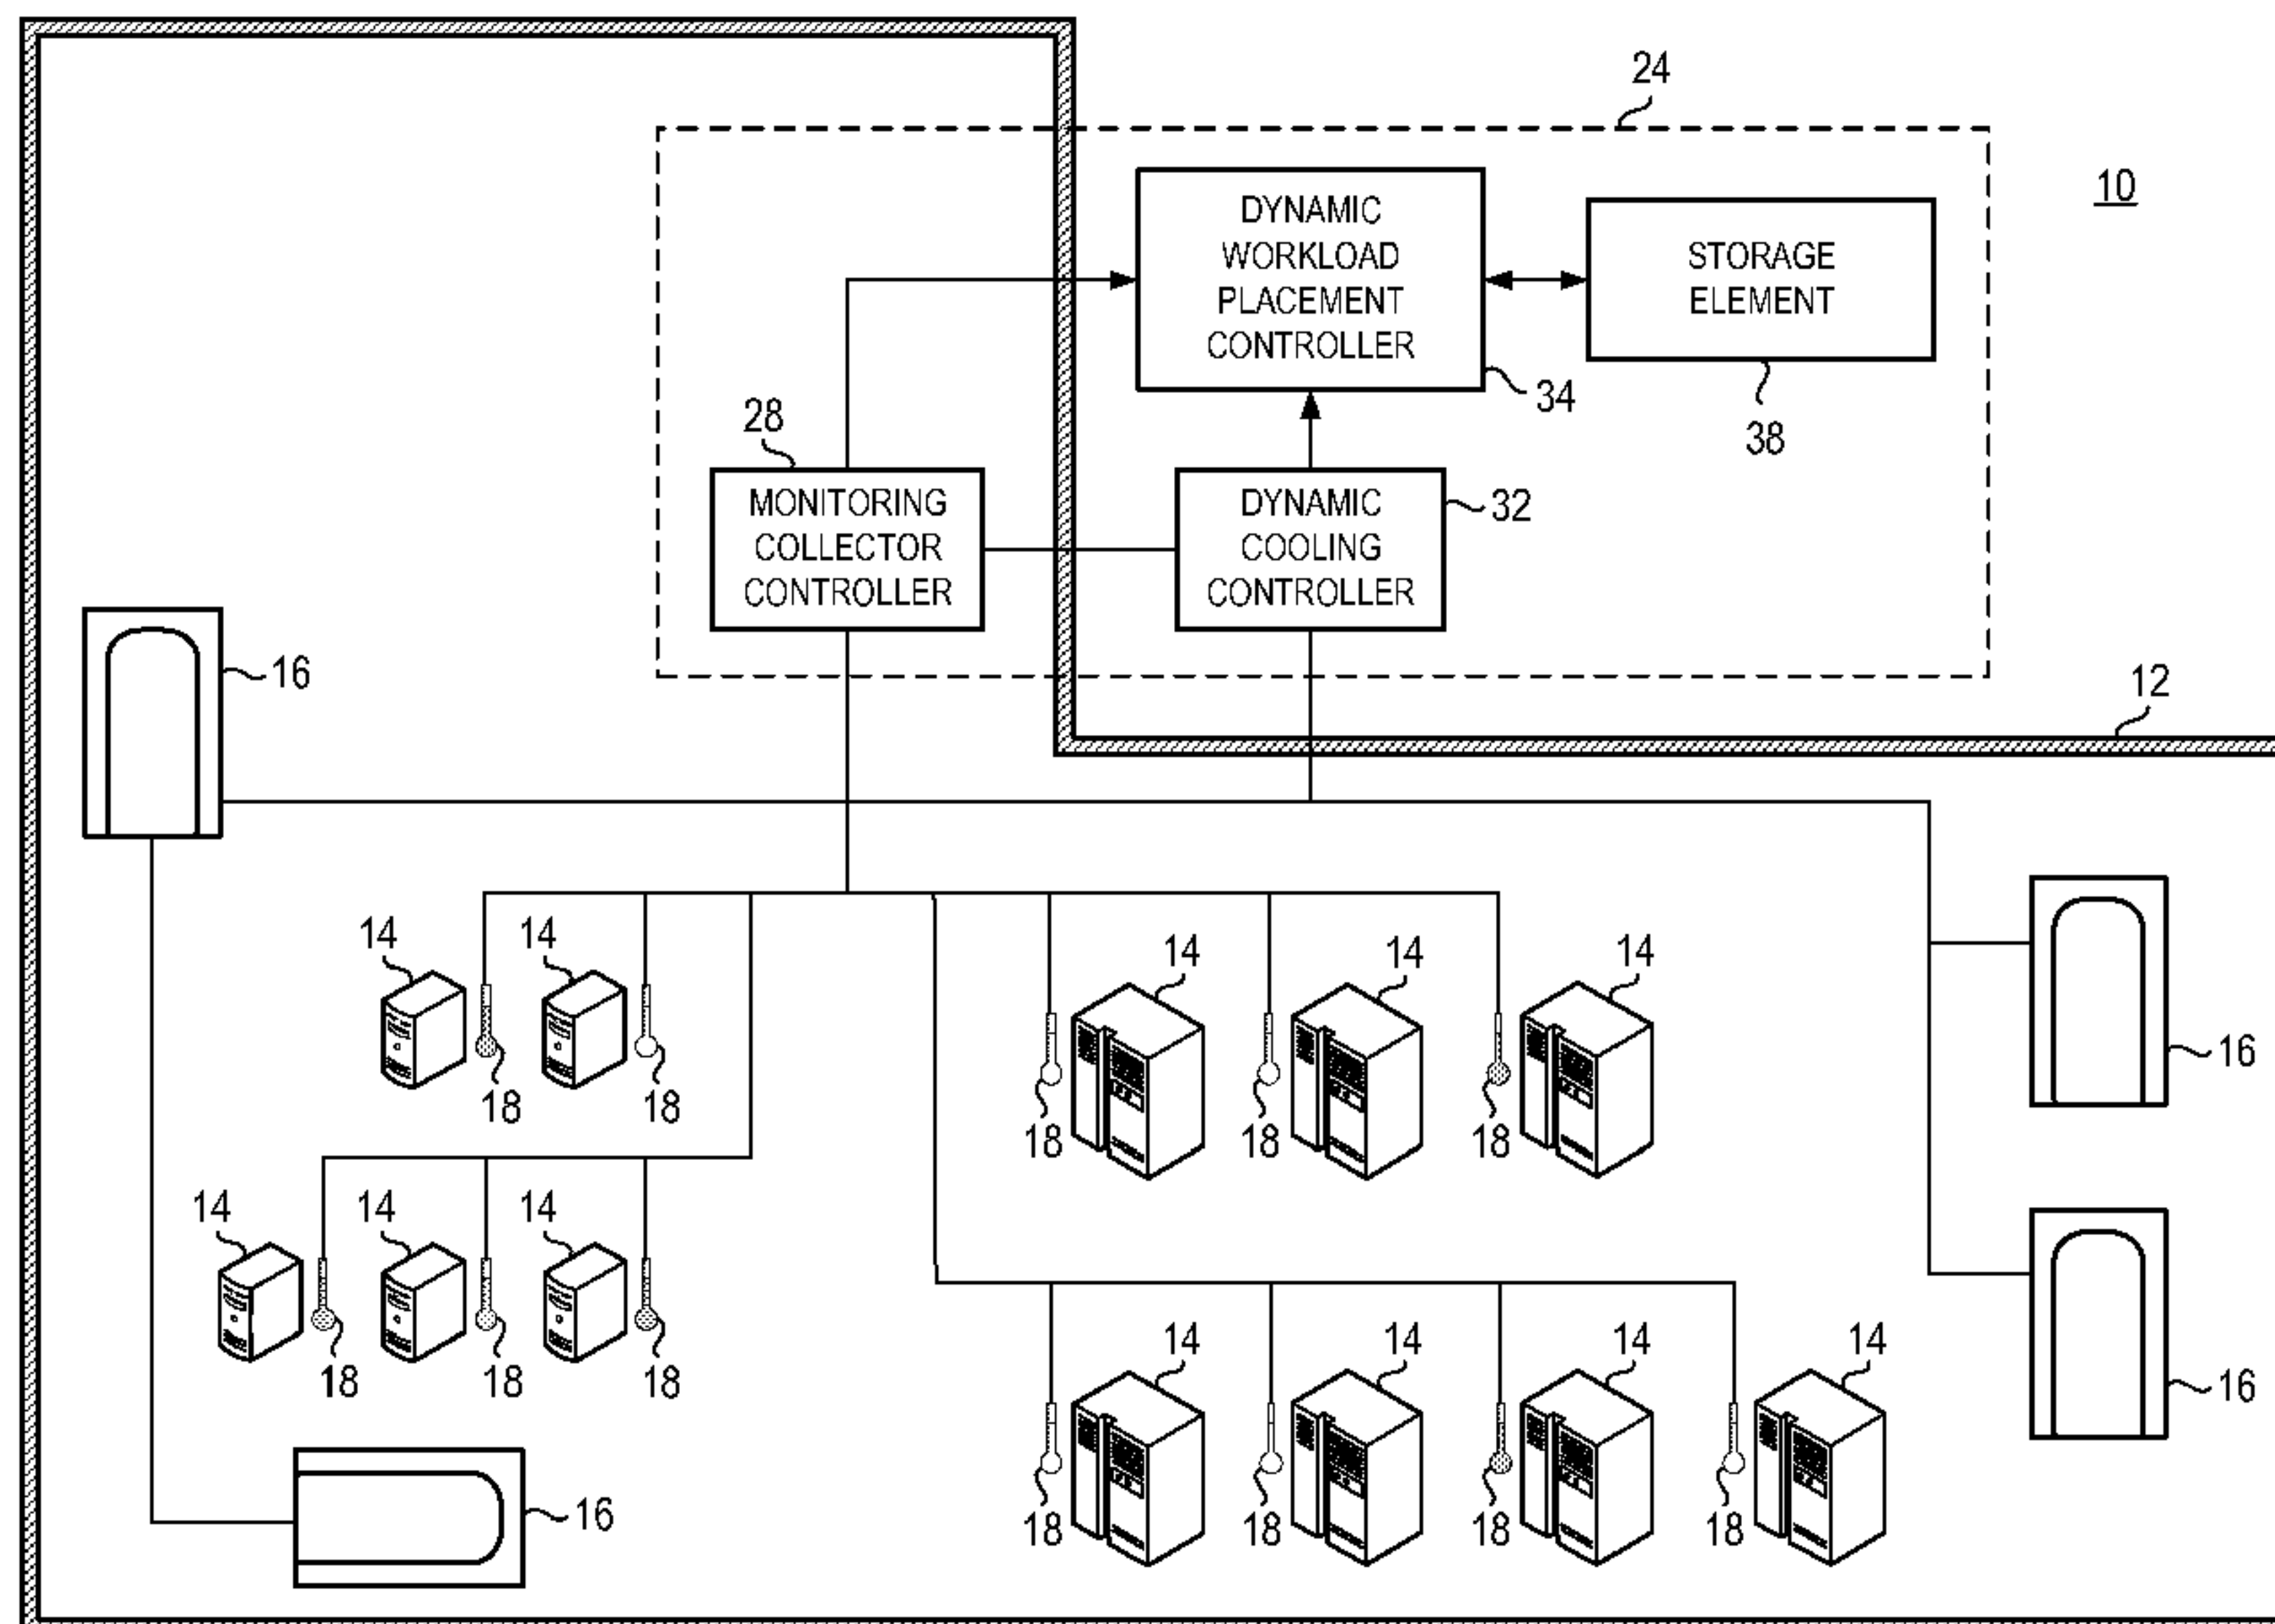 24
10
DYNAMIC
WORKLOAD
PLACEMENT
CONTROLLER
STORAGE
ELEMENT
34
38
28
MONITORING
COLLECTOR
CONTROLLER
DYNAMIC
COOLING
CONTROLLER
32
16
12
14
14
14
14
14
18
18
18
18
18
16
14
14
14
18
18
18
14
14
14
14
16
16
18
18
18
18